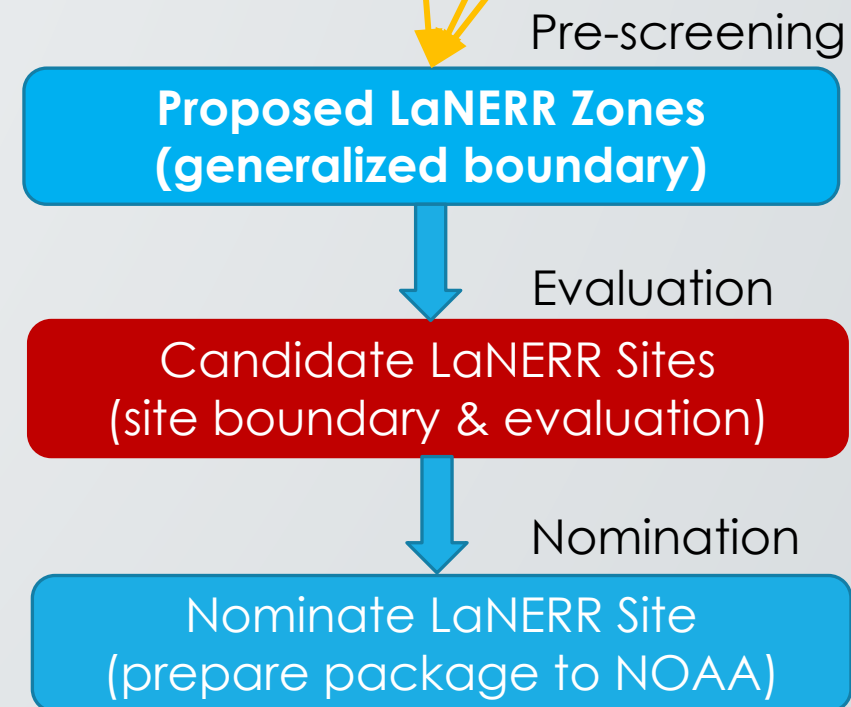 Pre-screening
Proposed LaNERR Zones
(generalized boundary)
Evaluation
Candidate LaNERR Sites
(site boundary & evaluation)
Nomination
Nominate LaNERR Site
(prepare package to NOAA)